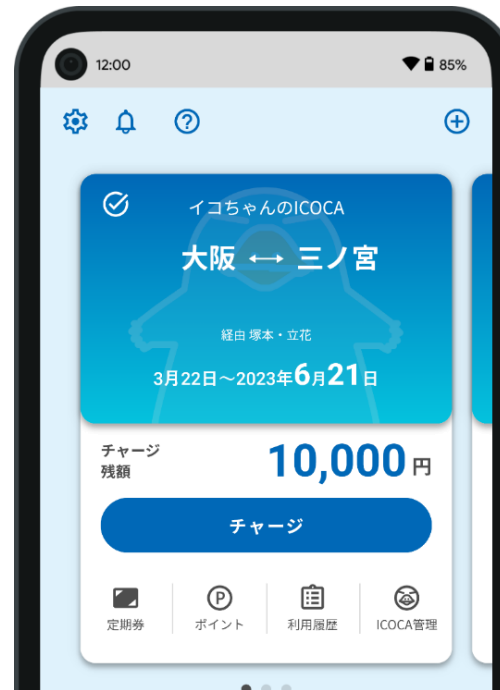 12:00 85%
イコちゃんのICOCA
大阪 ↔ 三ノ宮
経由 塚本・立花
3月22日～2023年6月21日
チャージ
残額
10,000円
チャージ
定期券 ポイント 利用履歴 ICOCA管理